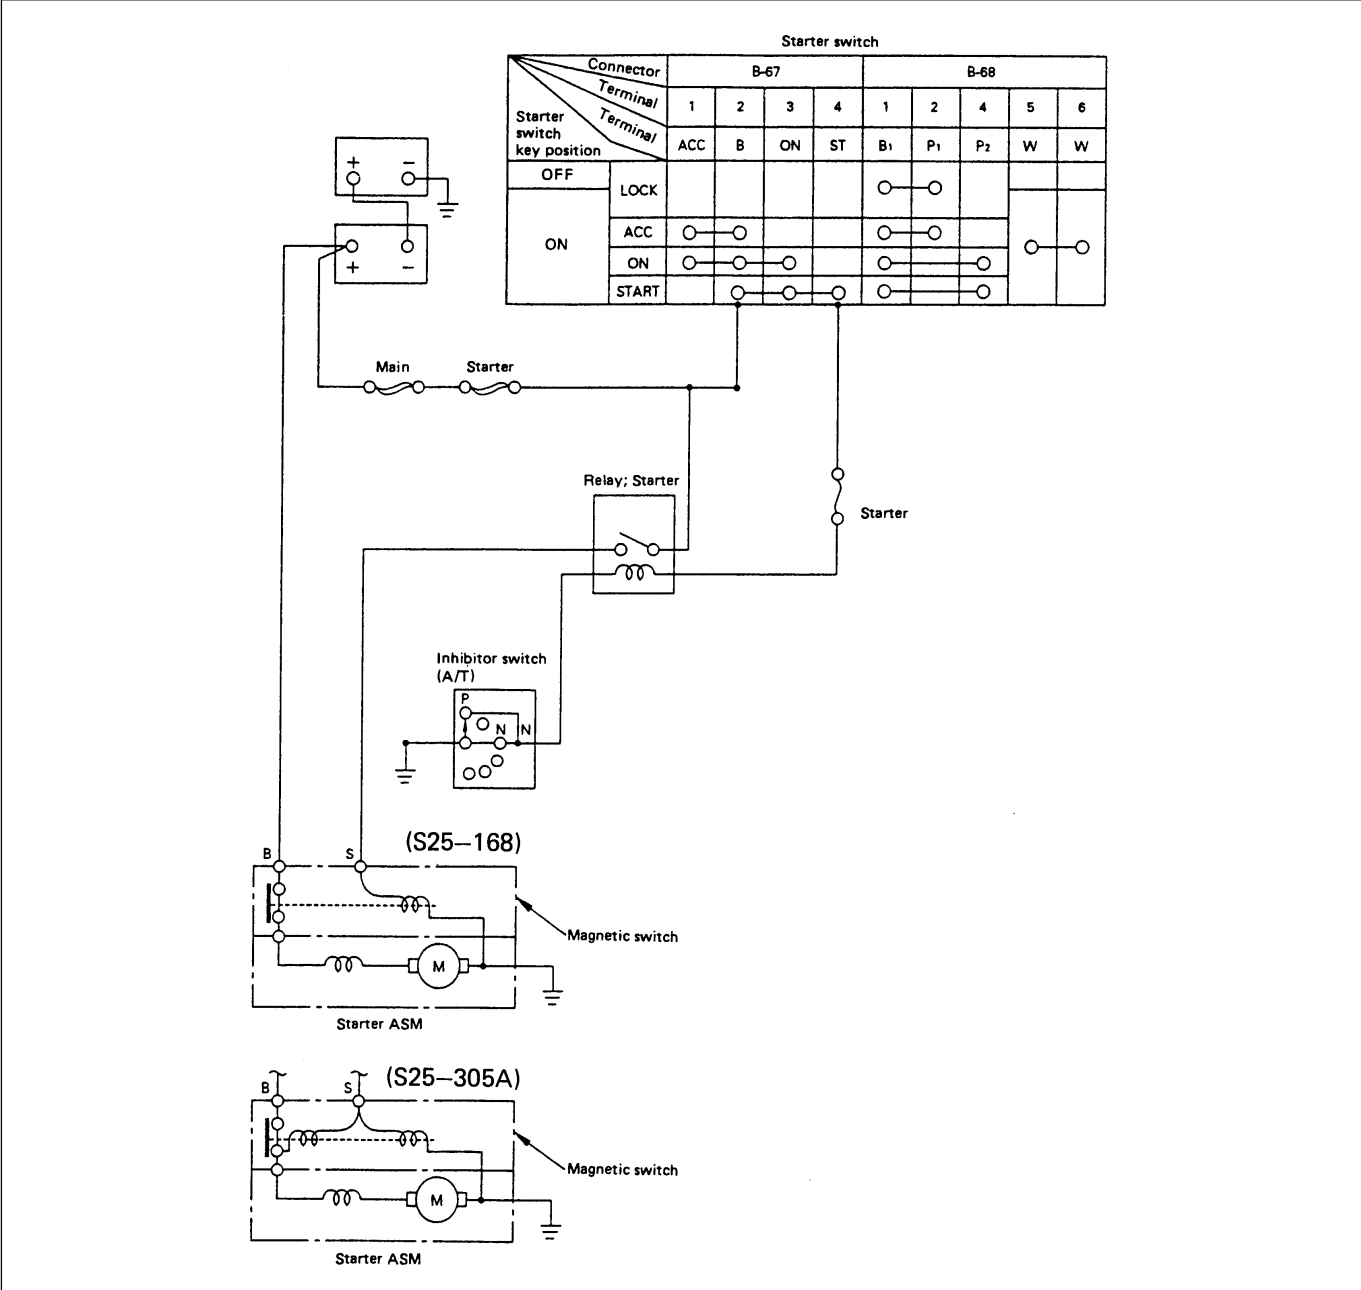 Starter switch
Connector
B-67
B-68
Terminal
1 2 3 4 1 2 4 5 6
Terminal
Starter
switch
key position
ACC B ON ST B1 P1 P2 W W
OFF
LOCK
ON
ACC
ON
START
+ −
+ −
Main
Starter
Relay; Starter
Starter
Inhibitor switch
(A/T)
P
N N
(S25–168)
B S
Magnetic switch
M
Starter ASM
(S25–305A)
B S
Magnetic switch
M
Starter ASM